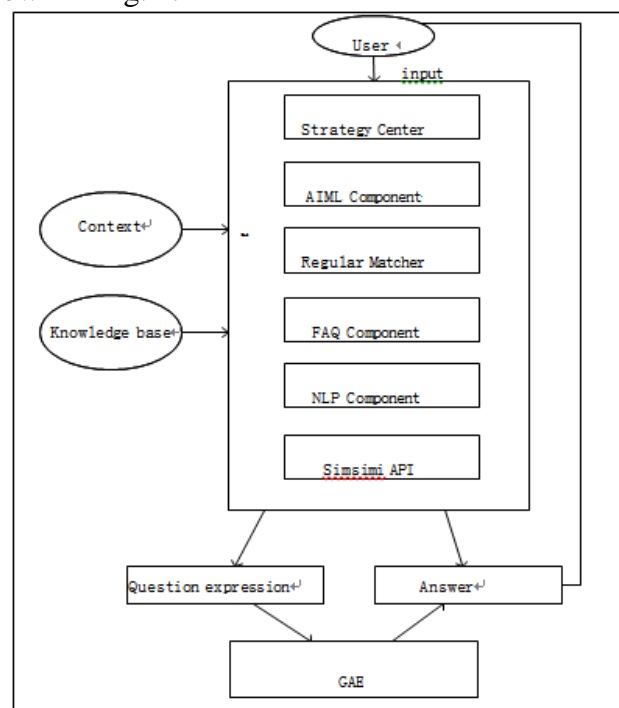 User
input
Strategy Center
AIML Component
Context
Regular Matcher
Knowledge base
FAQ Component
NLP Component
Simsimi API
Question expression
Answer
GAE